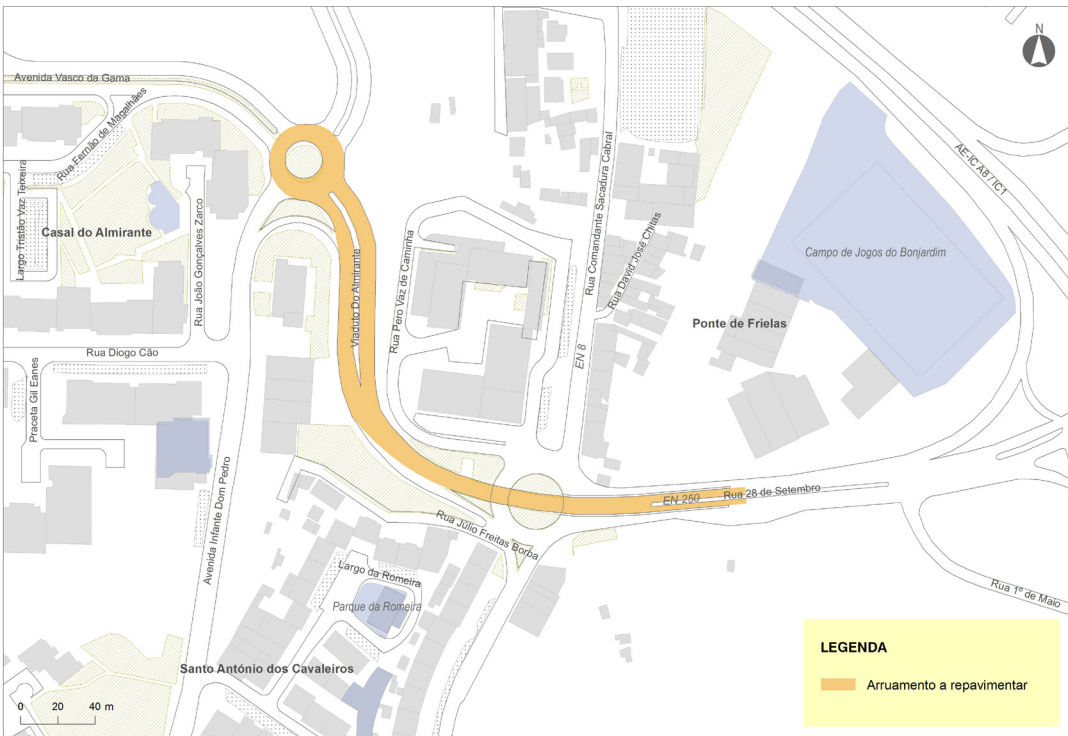 N
Avenida Vasco da Gama
Rua Fernão de Magalhães
Largo Tristão Vaz Terxeira
Casal do Almirante
Rua João Gonçalves Zarco
Viaduto Do Almirante
Rua Pero Vaz de Caminha
Rua Comandante Sacadura Cabral
Rua David José Chitas
AE-IC A8 / IC1
Campo de Jogos do Bonjardim
Ponte de Frielas
EN 8
Rua Diogo Cão
Praceta Gil Eanes
Avenida Infante Dom Pedro
EN 250
Rua 28 de Setembro
Rua Júlio Freitas Borba
Largo da Romeira
Parque da Romeira
Rua 1º de Maio
Santo António dos Cavaleiros
0 20 40 m
LEGENDA
Arruamento a repavimentar